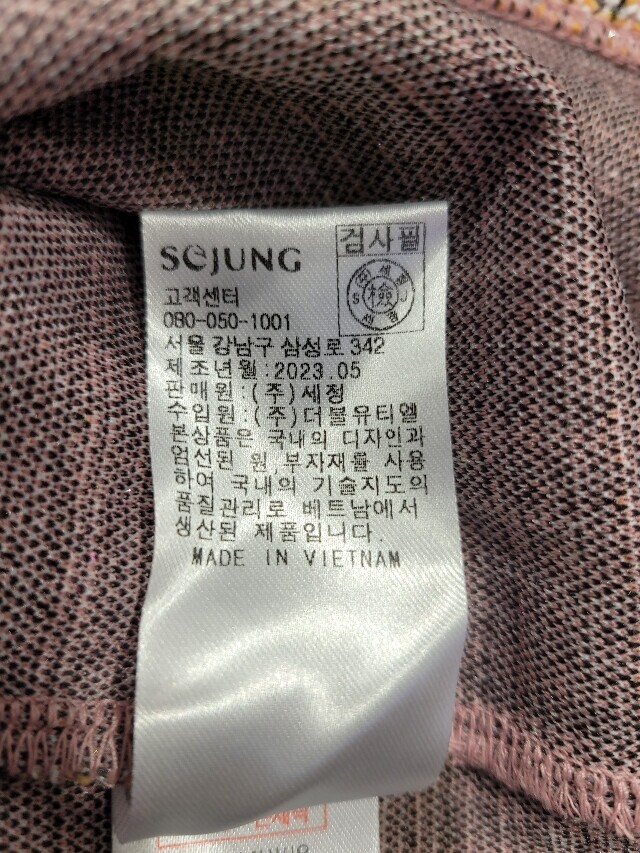 SeJUNG
검사필
檢
고객센터
080-050-1001
서울 강남구 삼성로 342
제조년월 : 2023.05
판매원 : (주)세정
수입원 : (주)더블유티엘
본상품은 국내의 디자인과
엄선된 원,부자재를 사용
하여 국내의 기술지도의
품질관리로 베트남에서
생산된 제품입니다.
MADE IN VIETNAM